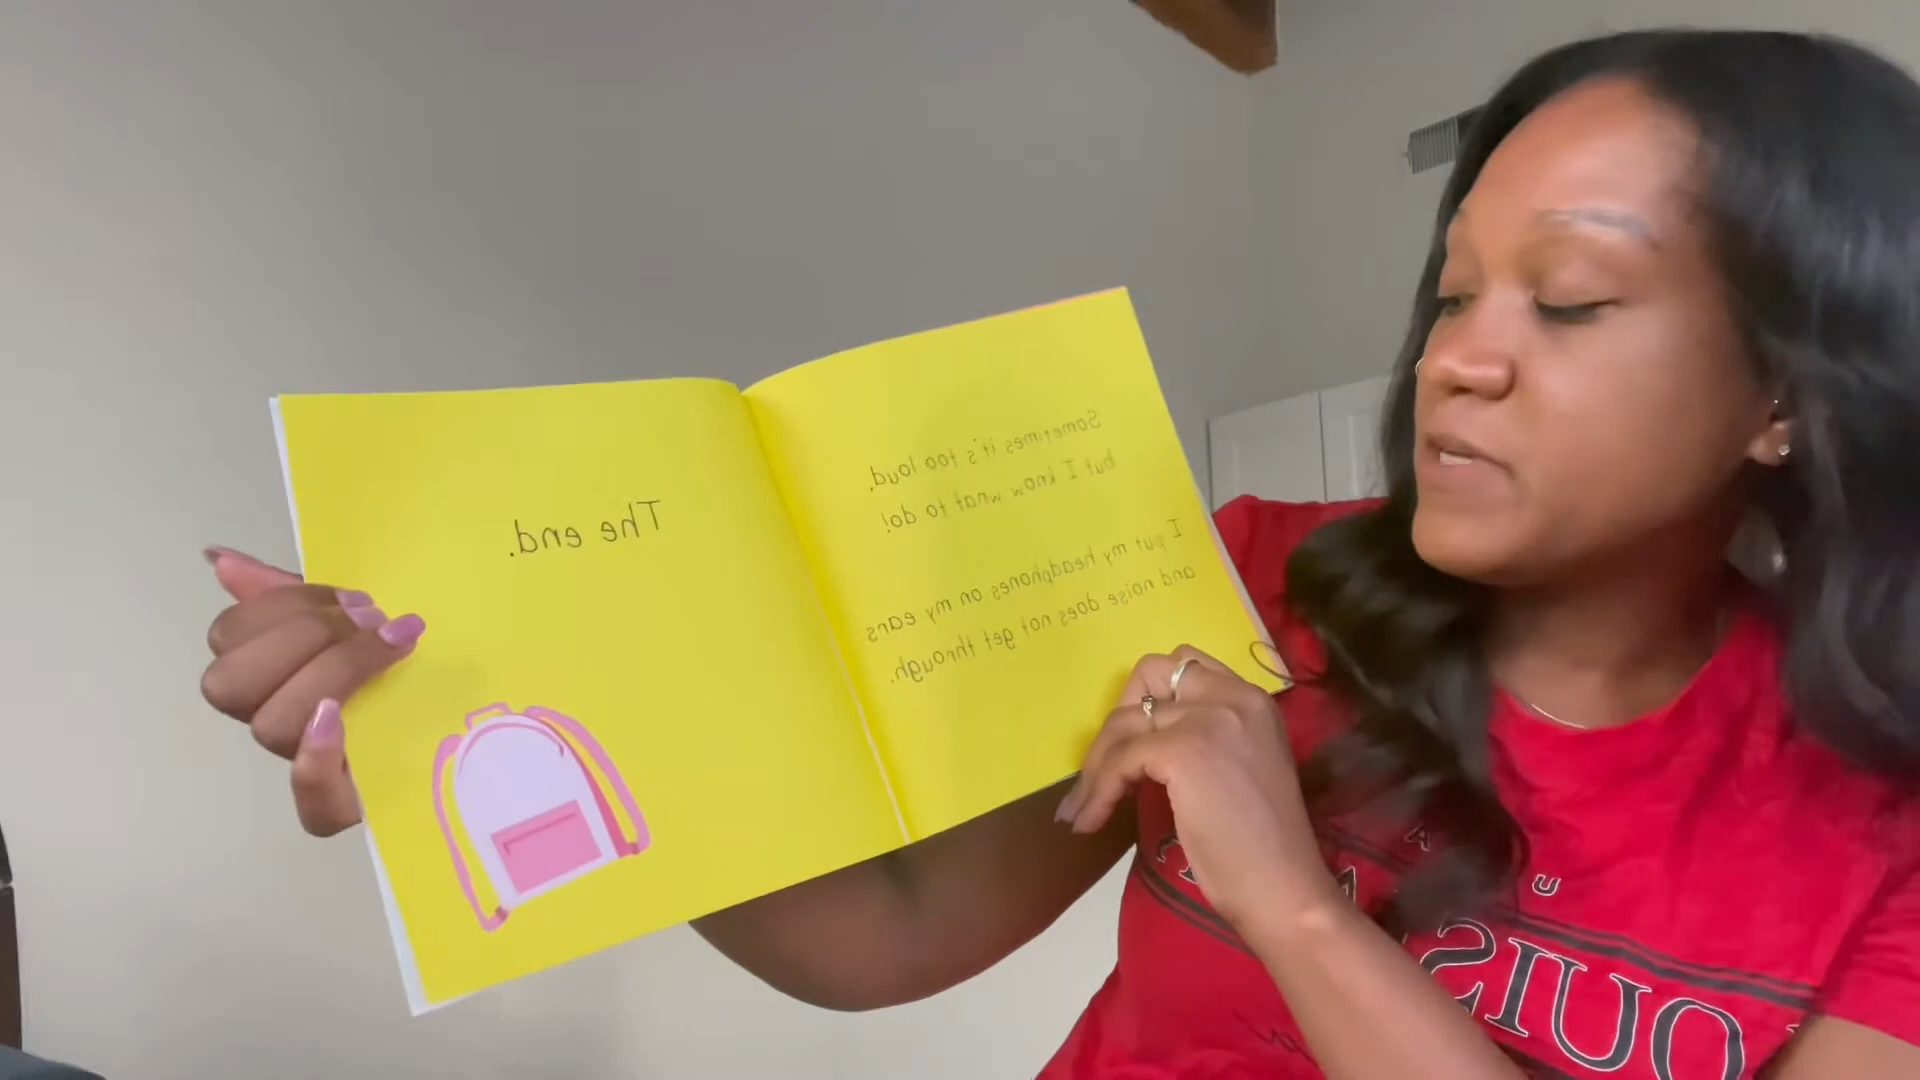 Sometimes it's too loud,
but I know what to do!
I put my headphones on my ears
and noise does not get through.
The end.